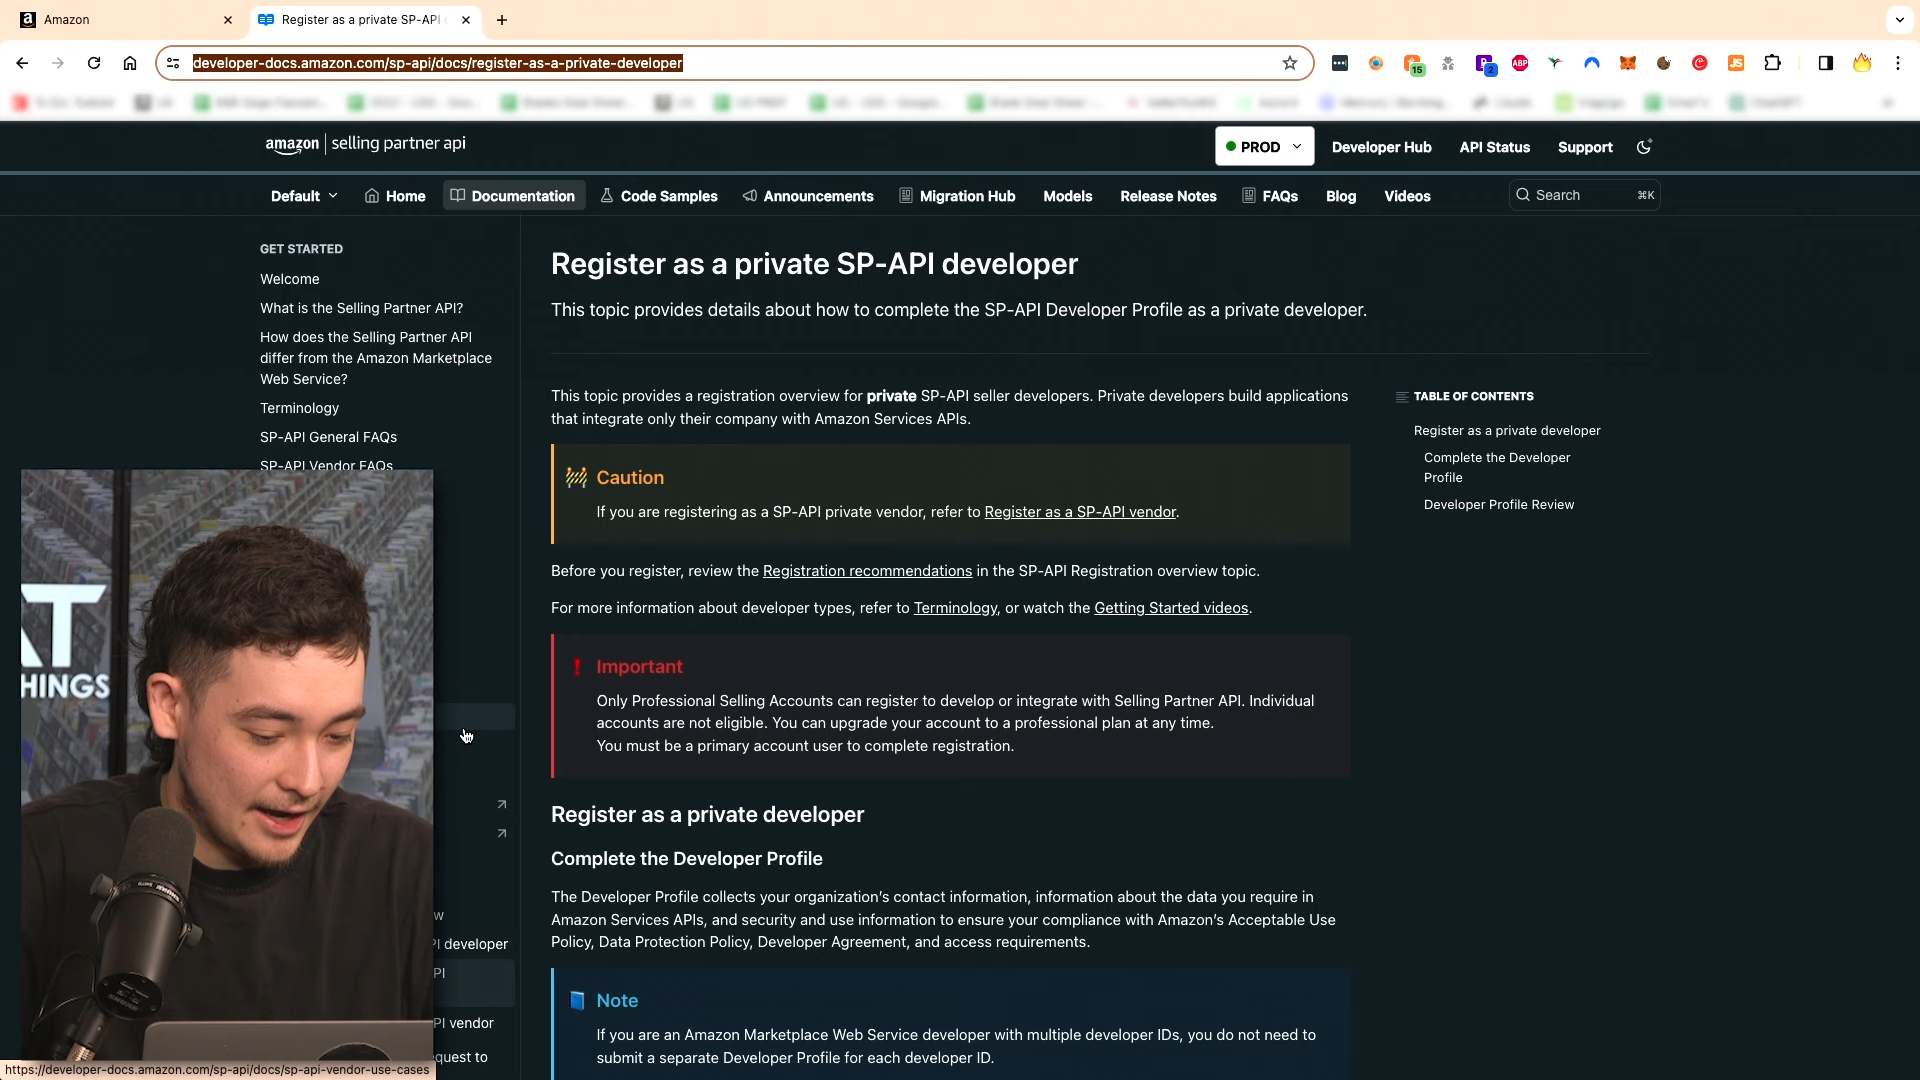 Amazon
Register as a private SP-API
developer-docs.amazon.com/sp-api/docs/register-as-a-private-developer
15
2
ABP
JS
amazon | selling partner api
PROD
Developer Hub
API Status
Support
Default
Home
Documentation
Code Samples
Announcements
Migration Hub
Models
Release Notes
FAQs
Blog
Videos
Search
⌘K
GET STARTED
Welcome
What is the Selling Partner API?
How does the Selling Partner API
differ from the Amazon Marketplace
Web Service?
Terminology
SP-API General FAQs
SP-API Vendor FAQs
w
PI developer
PI
PI vendor
quest to
https://developer-docs.amazon.com/sp-api/docs/sp-api-vendor-use-cases
AT
HINGS
Register as a private SP-API developer
This topic provides details about how to complete the SP-API Developer Profile as a private developer.
This topic provides a registration overview for private SP-API seller developers. Private developers build applications
that integrate only their company with Amazon Services APIs.
Caution
If you are registering as a SP-API private vendor, refer to Register as a SP-API vendor.
Before you register, review the Registration recommendations in the SP-API Registration overview topic.
For more information about developer types, refer to Terminology, or watch the Getting Started videos.
Important
Only Professional Selling Accounts can register to develop or integrate with Selling Partner API. Individual
accounts are not eligible. You can upgrade your account to a professional plan at any time.
You must be a primary account user to complete registration.
Register as a private developer
Complete the Developer Profile
The Developer Profile collects your organization's contact information, information about the data you require in
Amazon Services APIs, and security and use information to ensure your compliance with Amazon's Acceptable Use
Policy, Data Protection Policy, Developer Agreement, and access requirements.
Note
If you are an Amazon Marketplace Web Service developer with multiple developer IDs, you do not need to
submit a separate Developer Profile for each developer ID.
TABLE OF CONTENTS
Register as a private developer
Complete the Developer
Profile
Developer Profile Review